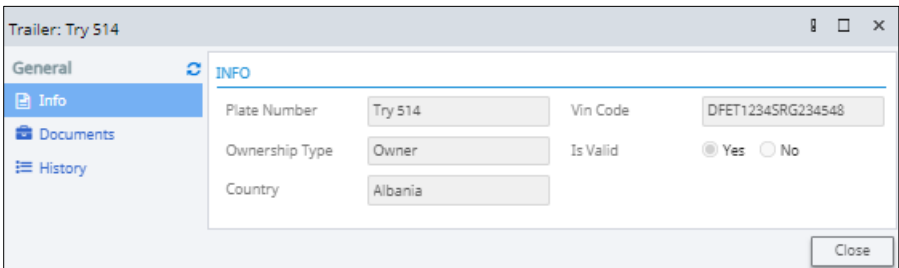 Trailer: Try 514
General
Info
Documents
History
INFO
Plate Number Try 514 Vin Code DFET1234SRG234548
Ownership Type Owner Is Valid Yes No
Country Albania
Close